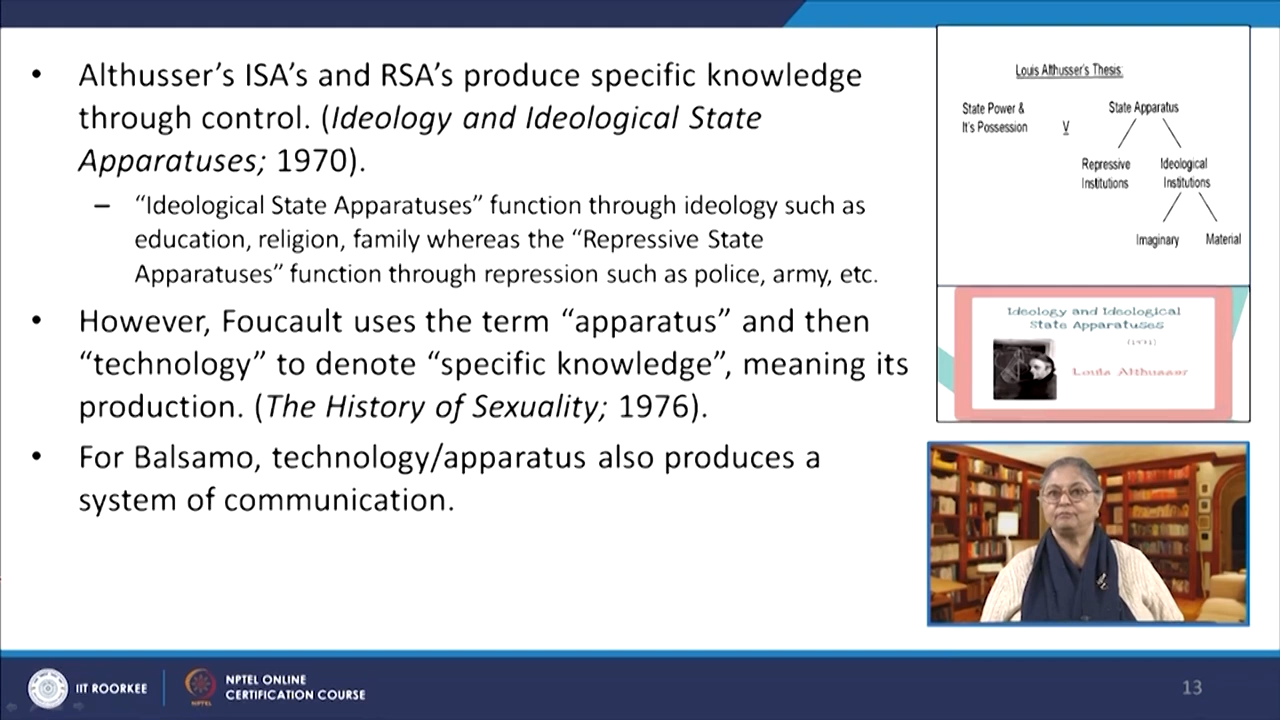 • Althusser’s ISA’s and RSA’s produce specific knowledge
through control. (Ideology and Ideological State
Apparatuses; 1970).
– “Ideological State Apparatuses” function through ideology such as
education, religion, family whereas the “Repressive State
Apparatuses” function through repression such as police, army, etc.
• However, Foucault uses the term “apparatus” and then
“technology” to denote “specific knowledge”, meaning its
production. (The History of Sexuality; 1976).
• For Balsamo, technology/apparatus also produces a
system of communication.
Louis Althusser's Thesis:
State Power &
It's Possession
V
State Apparatus
Repressive
Institutions
Ideological
Institutions
Imaginary
Material
Ideology and Ideological
State Apparatuses
Louis Althusser
IIT ROORKEE
NPTEL
NPTEL ONLINE
CERTIFICATION COURSE
13